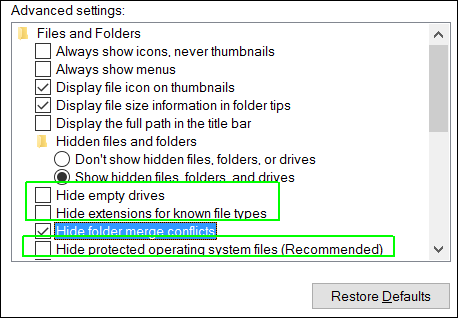 Advanced settings:
Files and Folders
Always show icons, never thumbnails
Always show menus
Display file icon on thumbnails
Display file size information in folder tips
Display the full path in the title bar
Hidden files and folders
Don't show hidden files, folders, or drives
Show hidden files, folders, and drives
Hide empty drives
Hide extensions for known file types
Hide folder merge conflicts
Hide protected operating system files (Recommended)
Restore Defaults